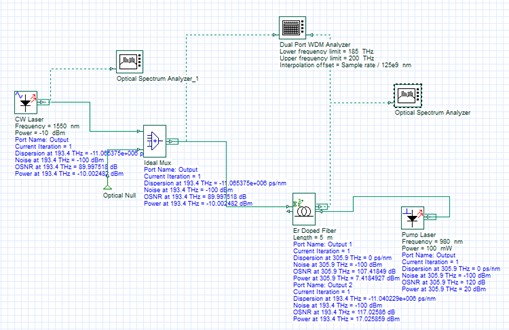 Dual Port WDM Analyzer
Lower frequency limit = 185 THz
Upper frequency limit = 200 THz
Interpolation offset = Sample rate / 125e9 nm
Optical Spectrum Analyzer_1
Optical Spectrum Analyzer
CW Laser
Frequency = 1550 nm
Power = -10 dBm
Port Name: Output
Current Iteration = 1
Dispersion at 193.4 THz = -11.065375e+006 p
Noise at 193.4 THz = -100 dBm
OSNR at 193.4 THz = 89.997518 dB
Power at 193.4 THz = -10.002482 dBm
Ideal Mux
Port Name: Output
Current Iteration = 1
Dispersion at 193.4 THz = -11.065375e+006 ps/nm
Noise at 193.4 THz = -100 dBm
OSNR at 193.4 THz = 89.997518 dB
Power at 193.4 THz = -10.002482 dBm
Optical Null
Er Doped Fiber
Length = 5 m
Port Name: Output 1
Current Iteration = 1
Dispersion at 305.9 THz = 0 ps/nm
Noise at 305.9 THz = -100 dBm
OSNR at 305.9 THz = 107.41849 dB
Power at 305.9 THz = 7.4184927 dBm
Port Name: Output 2
Current Iteration = 1
Dispersion at 193.4 THz = -11.040229e+006 ps/nm
Noise at 193.4 THz = -100 dBm
OSNR at 193.4 THz = 117.02586 dB
Power at 193.4 THz = 17.025859 dBm
Pump Laser
Frequency = 980 nm
Power = 100 mW
Port Name: Output
Current Iteration = 1
Dispersion at 305.9 THz = 0 ps/nm
Noise at 305.9 THz = -100 dBm
OSNR at 305.9 THz = 120 dB
Power at 305.9 THz = 20 dBm